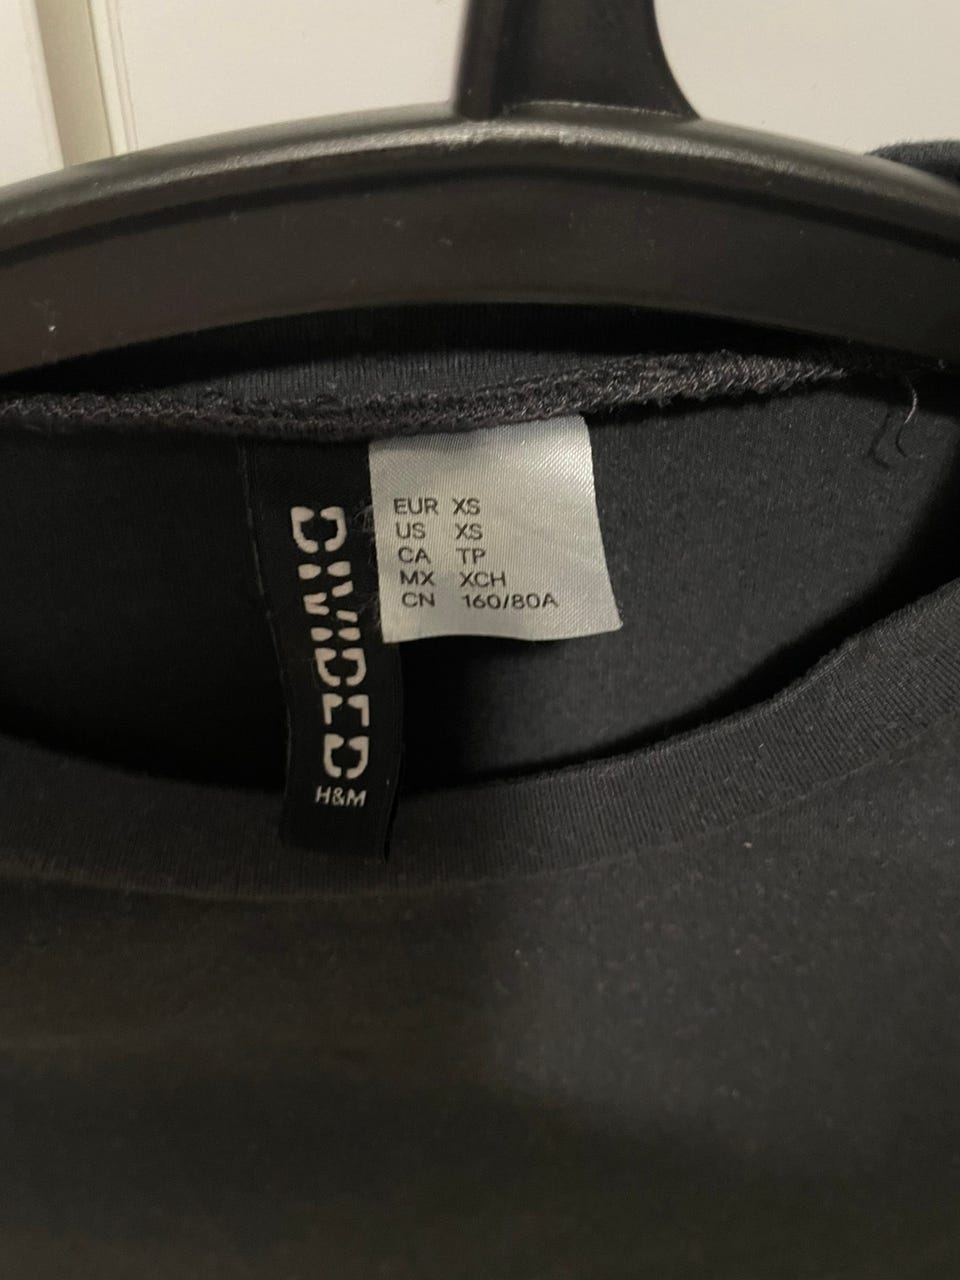 DIVIDED
H&M
EUR XS
US XS
CA TP
MX XCH
CN 160/80A